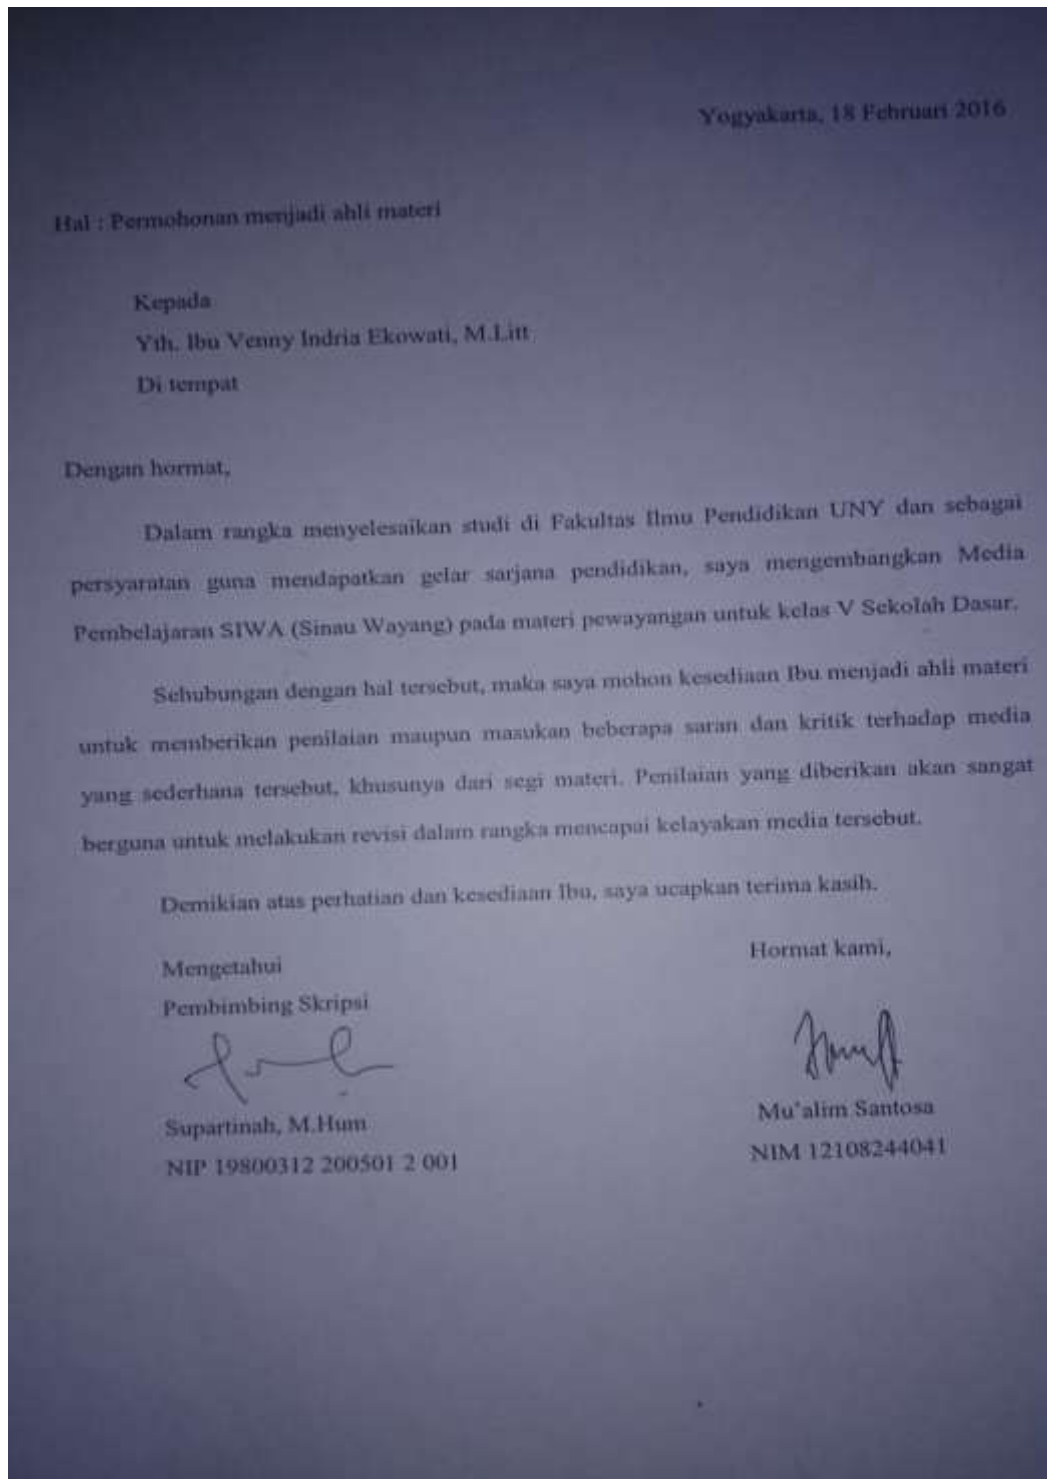 Yogyakarta, 18 Februari 2016
Hal : Permohonan menjadi ahli materi
Kepada
Yth. Ibu Venny Indria Ekowati, M.Litt
Di tempat
Dengan hormat,
Dalam rangka menyelesaikan studi di Fakultas Ilmu Pendidikan UNY dan sebagai
persyaratan guna mendapatkan gelar sarjana pendidikan, saya mengembangkan Media
Pembelajaran SIWA (Sinau Wayang) pada materi pewayangan untuk kelas V Sekolah Dasar.
Sehubungan dengan hal tersebut, maka saya mohon kesediaan Ibu menjadi ahli materi
untuk memberikan penilaian maupun masukan beberapa saran dan kritik terhadap media
yang sederhana tersebut, khusunya dari segi materi. Penilaian yang diberikan akan sangat
berguna untuk melakukan revisi dalam rangka mencapai kelayakan media tersebut.
Demikian atas perhatian dan kesediaan Ibu, saya ucapkan terima kasih.
Mengetahui
Pembimbing Skripsi
Supartinah, M.Hum
NIP 19800312 200501 2 001
Hormat kami,
Mu'alim Santosa
NIM 12108244041